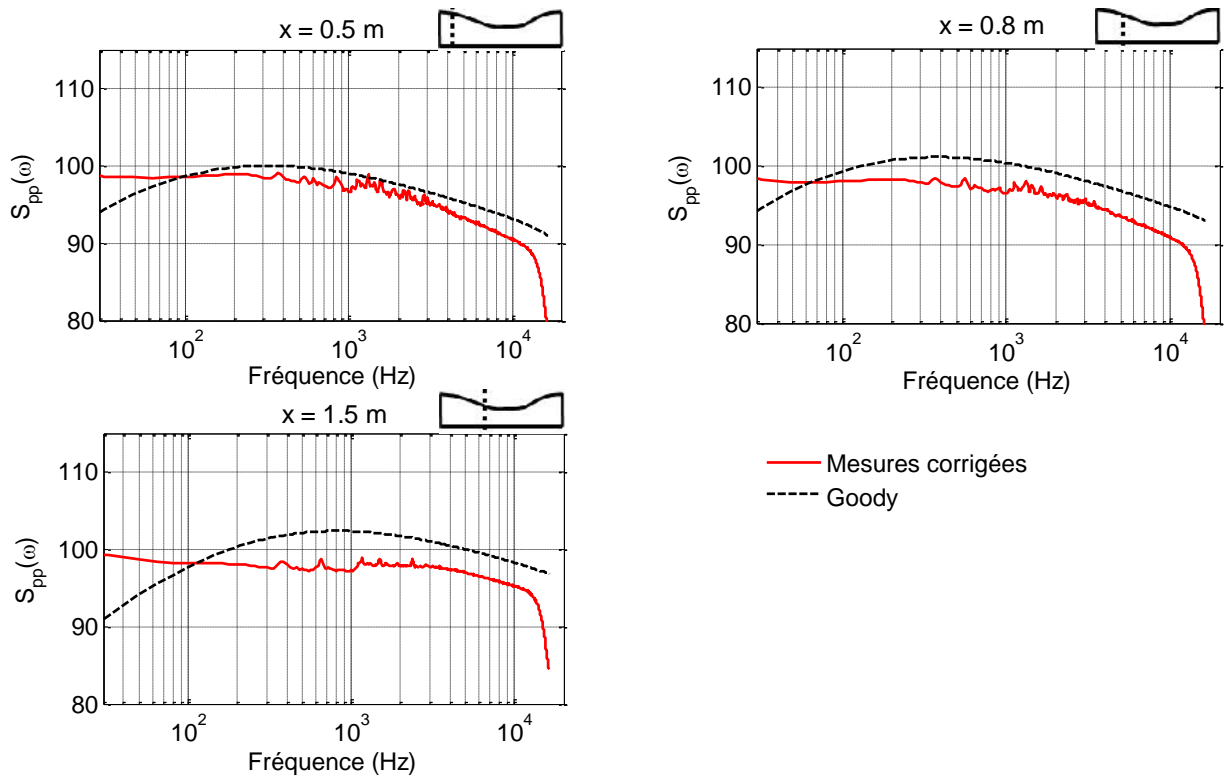 x = 0.5 m
110
100
90
80
S_pp(ω)
10^2
10^3
10^4
Fréquence (Hz)
x = 0.8 m
110
100
90
80
S_pp(ω)
10^2
10^3
10^4
Fréquence (Hz)
x = 1.5 m
110
100
90
80
S_pp(ω)
10^2
10^3
10^4
Fréquence (Hz)
Mesures corrigées
Goody